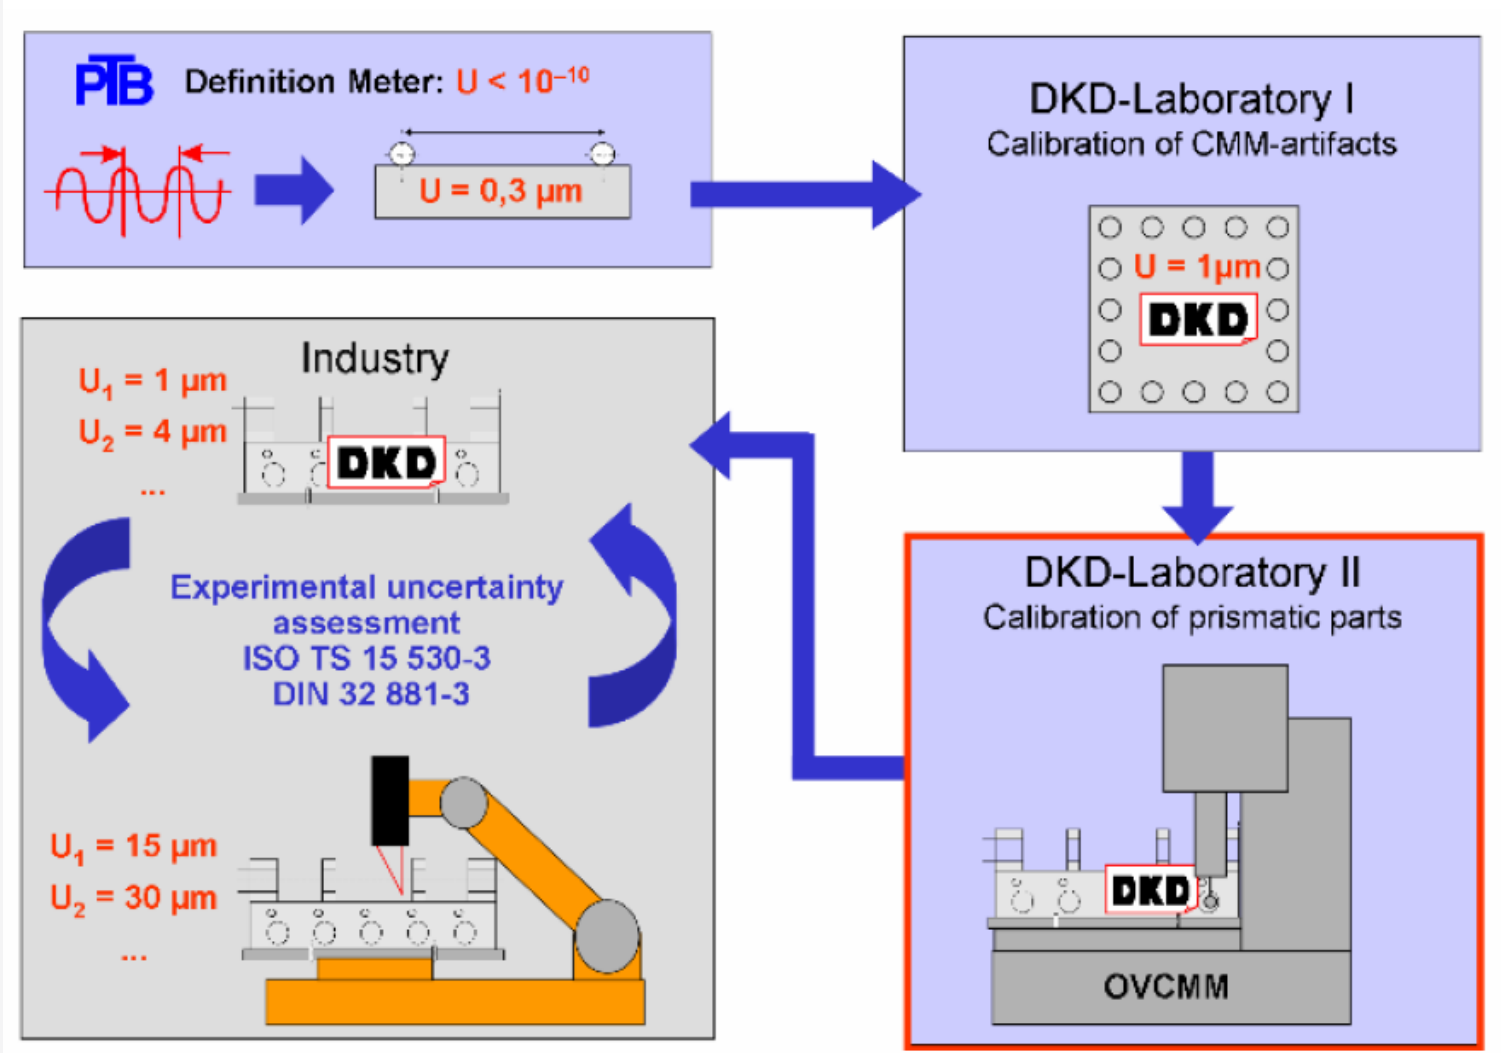 PTB Definition Meter: U < 10⁻¹⁰
U = 0,3 µm
DKD-Laboratory I
Calibration of CMM-artifacts
U = 1µm
DKD
Industry
U₁ = 1 µm
U₂ = 4 µm
...
DKD
Experimental uncertainty
assessment
ISO TS 15 530-3
DIN 32 881-3
U₁ = 15 µm
U₂ = 30 µm
...
DKD-Laboratory II
Calibration of prismatic parts
DKD
OVCMM